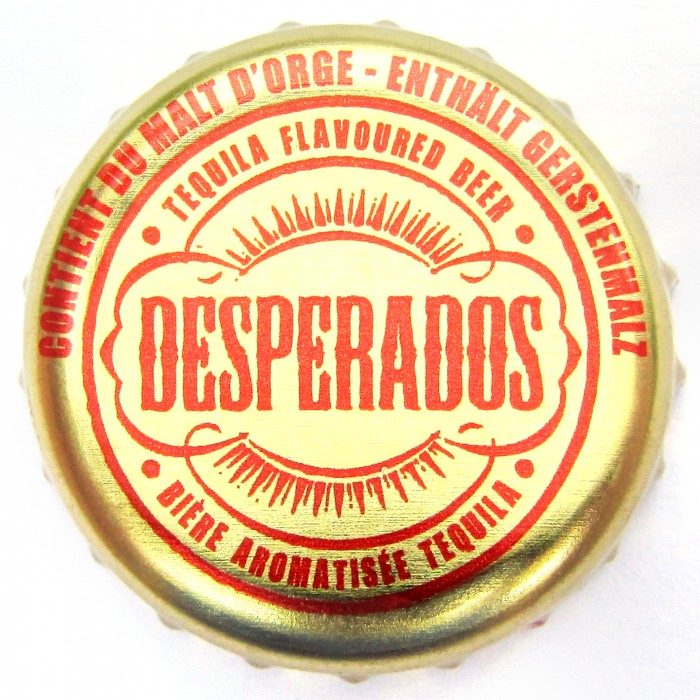 CONTIENT DU MALT D'ORGE - ENTHÄLT GERSTENMALZ
• TEQUILA FLAVOURED BEER •
DESPERADOS
• BIÈRE AROMATISÉE TEQUILA •